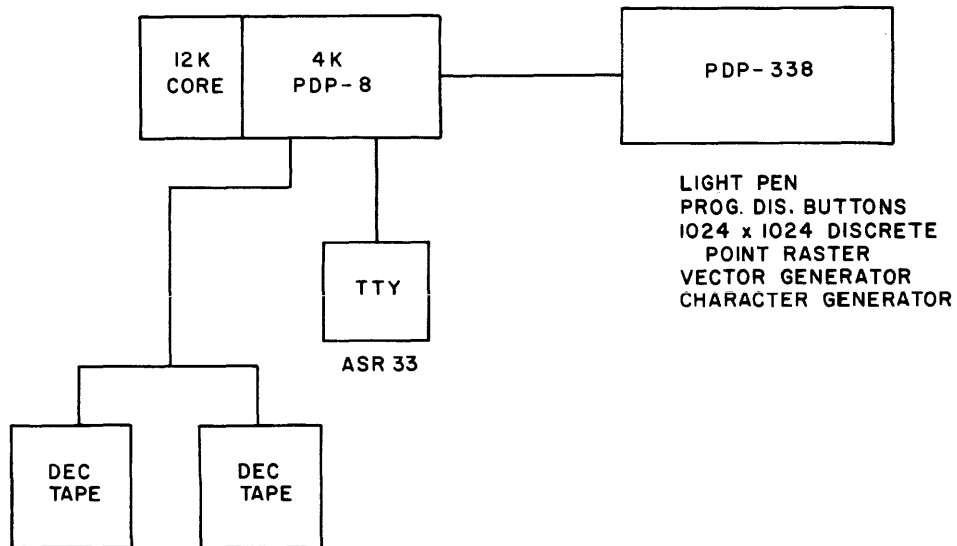 12K
CORE
4K
PDP-8
PDP-338
LIGHT PEN
PROG. DIS. BUTTONS
1024 x 1024 DISCRETE
POINT RASTER
VECTOR GENERATOR
CHARACTER GENERATOR
TTY
ASR 33
DEC
TAPE
DEC
TAPE